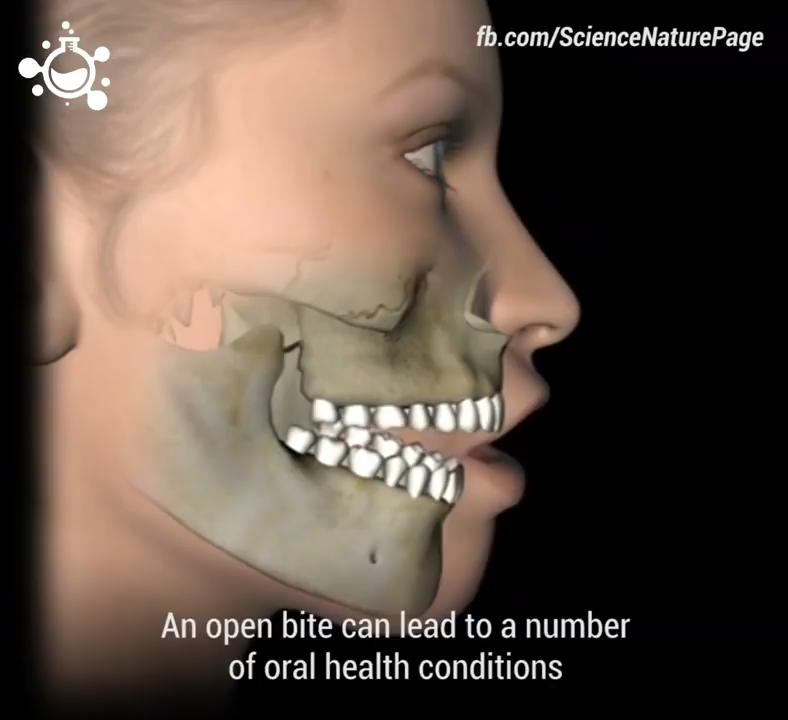 fb.com/ScienceNaturePage
An open bite can lead to a number
of oral health conditions